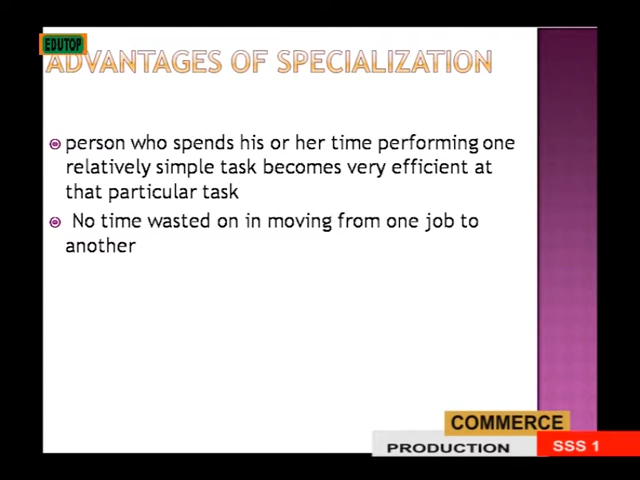 EDUTOP
ADVANTAGES OF SPECIALIZATION
person who spends his or her time performing one
relatively simple task becomes very efficient at
that particular task
No time wasted on in moving from one job to
another
COMMERCE
PRODUCTION
SSS 1